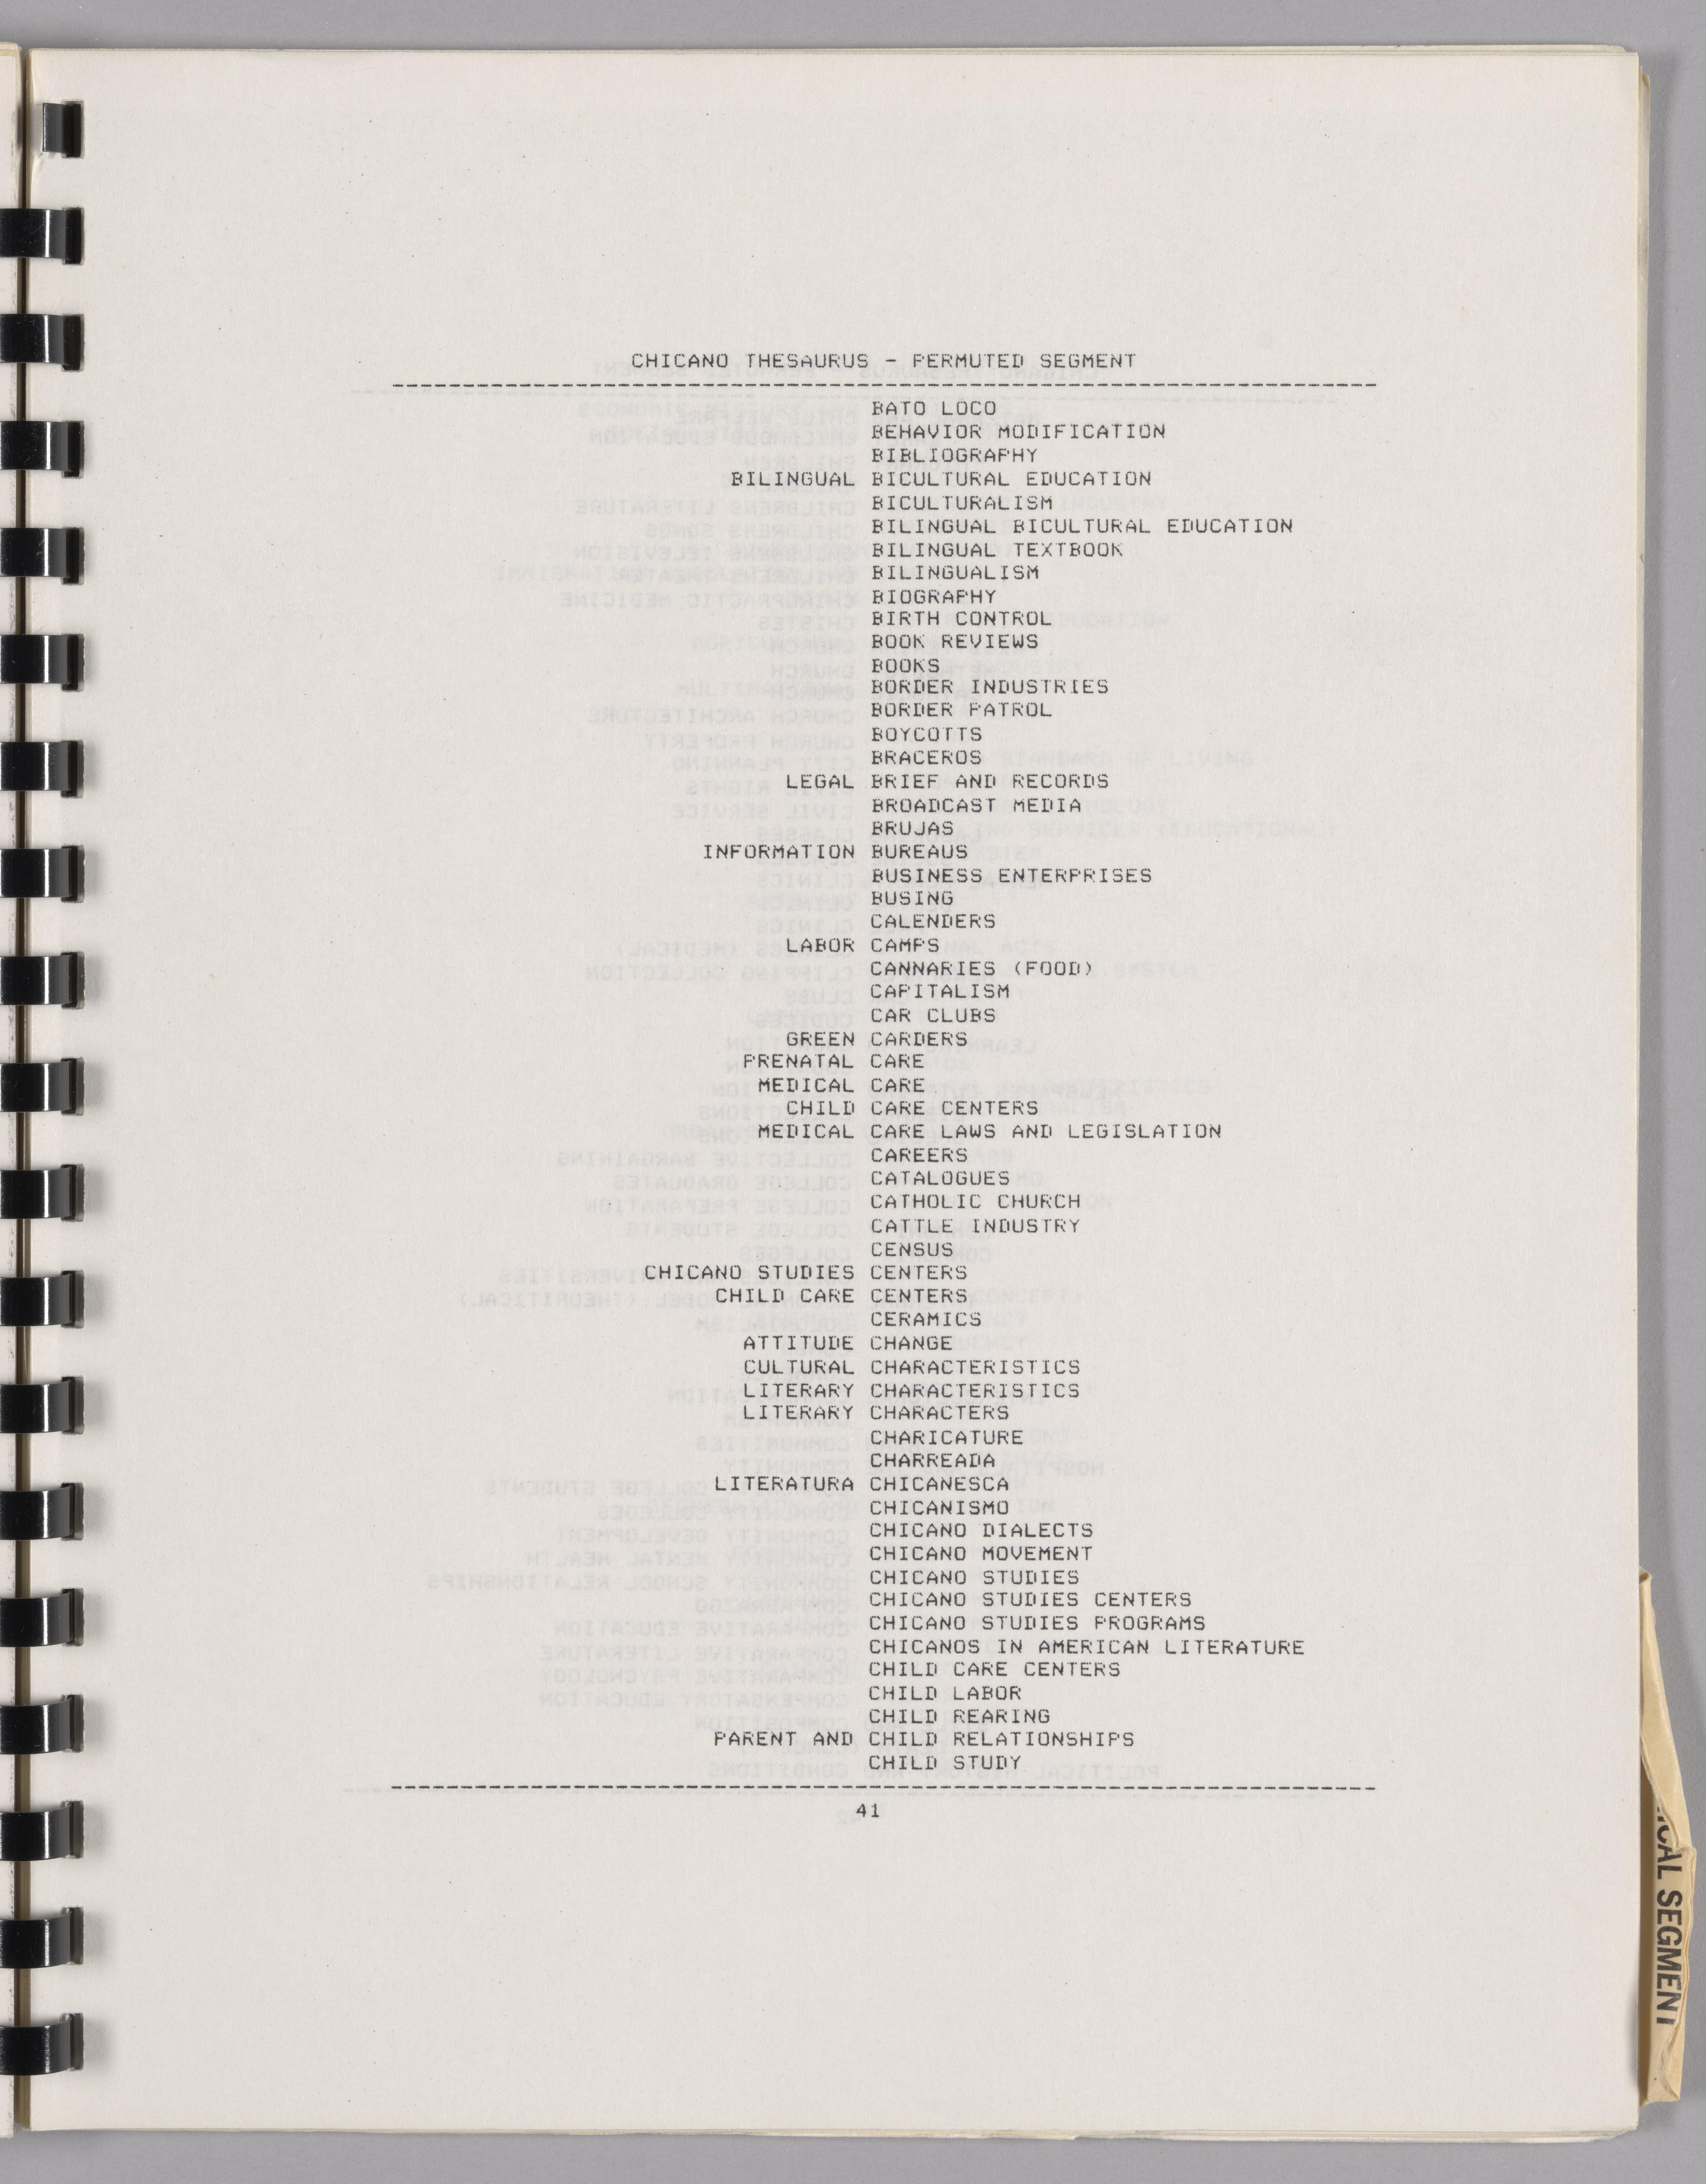 CHICANO THESAURUS - PERMUTED SEGMENT
BATO LOCO
BEHAVIOR MODIFICATION
BIBLIOGRAPHY
BILINGUAL BICULTURAL EDUCATION
BICULTURALISM
BILINGUAL BICULTURAL EDUCATION
BILINGUAL TEXTBOOK
BILINGUALISM
BIOGRAPHY
BIRTH CONTROL
BOOK REVIEWS
BOOKS
BORDER INDUSTRIES
BORDER PATROL
BOYCOTTS
BRACEROS
LEGAL BRIEF AND RECORDS
BROADCAST MEDIA
BRUJAS
INFORMATION BUREAUS
BUSINESS ENTERPRISES
BUSING
CALENDERS
LABOR CAMPS
CANNARIES (FOOD)
CAPITALISM
CAR CLUBS
GREEN CARDERS
PRENATAL CARE
MEDICAL CARE
CHILD CARE CENTERS
MEDICAL CARE LAWS AND LEGISLATION
CAREERS
CATALOGUES
CATHOLIC CHURCH
CATTLE INDUSTRY
CENSUS
CHICANO STUDIES CENTERS
CHILD CARE CENTERS
CERAMICS
ATTITUDE CHANGE
CULTURAL CHARACTERISTICS
LITERARY CHARACTERISTICS
LITERARY CHARACTERS
CHARICATURE
CHARREADA
LITERATURA CHICANESCA
CHICANISMO
CHICANO DIALECTS
CHICANO MOVEMENT
CHICANO STUDIES
CHICANO STUDIES CENTERS
CHICANO STUDIES PROGRAMS
CHICANOS IN AMERICAN LITERATURE
CHILD CARE CENTERS
CHILD LABOR
CHILD REARING
PARENT AND CHILD RELATIONSHIPS
CHILD STUDY
41
SEGMENT